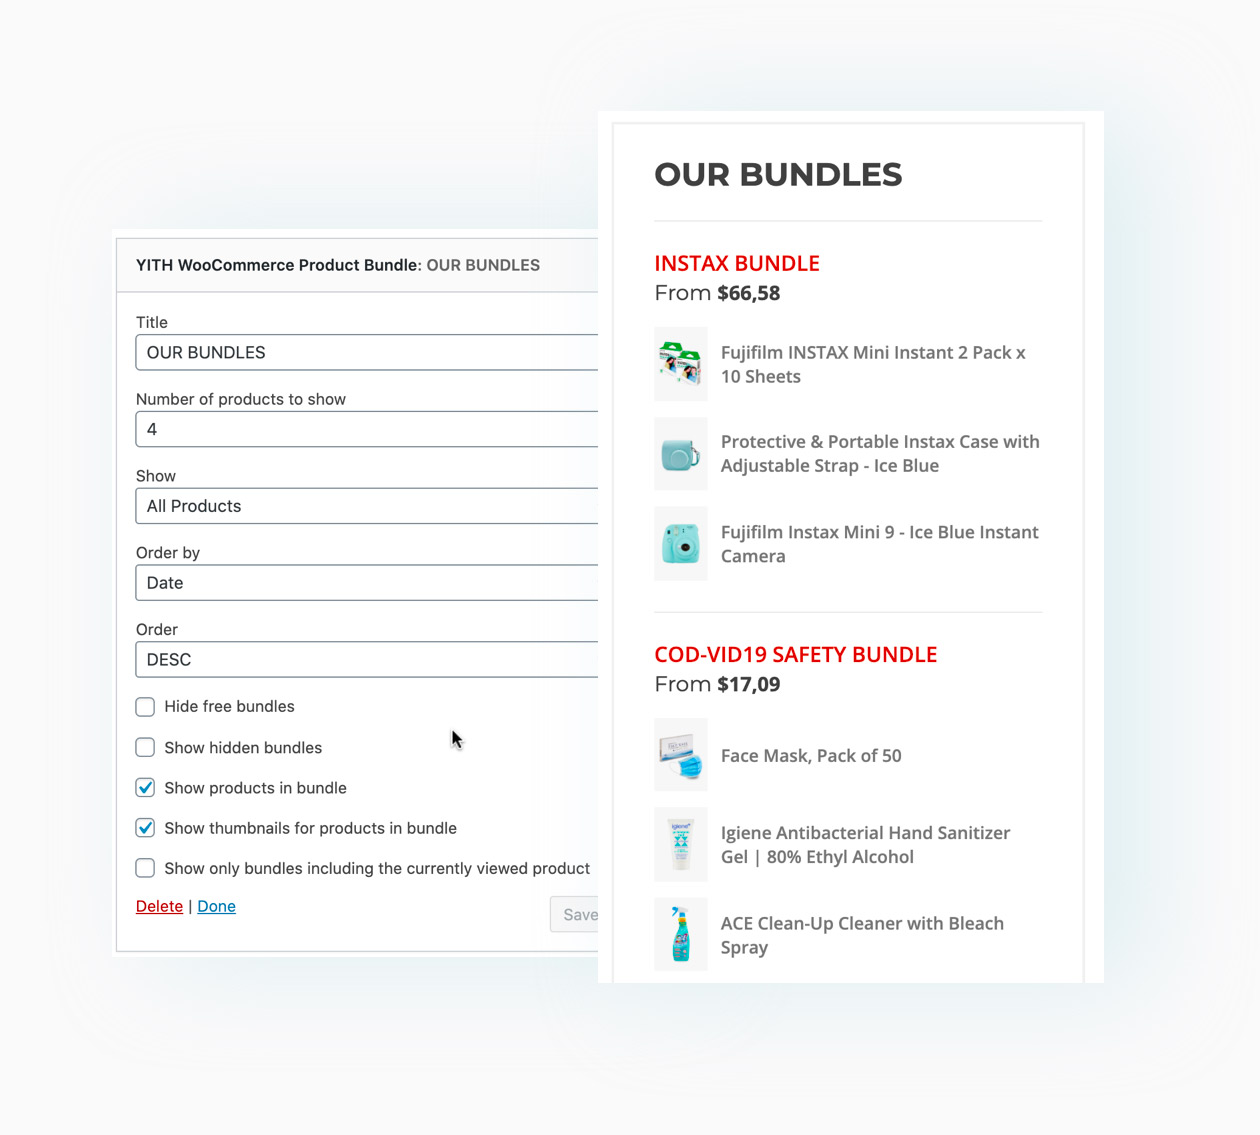 YITH WooCommerce Product Bundle: OUR BUNDLES
Title
OUR BUNDLES
Number of products to show
4
Show
All Products
Order by
Date
Order
DESC
Hide free bundles
Show hidden bundles
Show products in bundle
Show thumbnails for products in bundle
Show only bundles including the currently viewed product
Delete | Done
Save
OUR BUNDLES
INSTAX BUNDLE
From $66,58
Fujifilm INSTAX Mini Instant 2 Pack x
10 Sheets
Protective & Portable Instax Case with
Adjustable Strap - Ice Blue
Fujifilm Instax Mini 9 - Ice Blue Instant
Camera
COD-VID19 SAFETY BUNDLE
From $17,09
Face Mask, Pack of 50
Igiene Antibacterial Hand Sanitizer
Gel | 80% Ethyl Alcohol
ACE Clean-Up Cleaner with Bleach
Spray